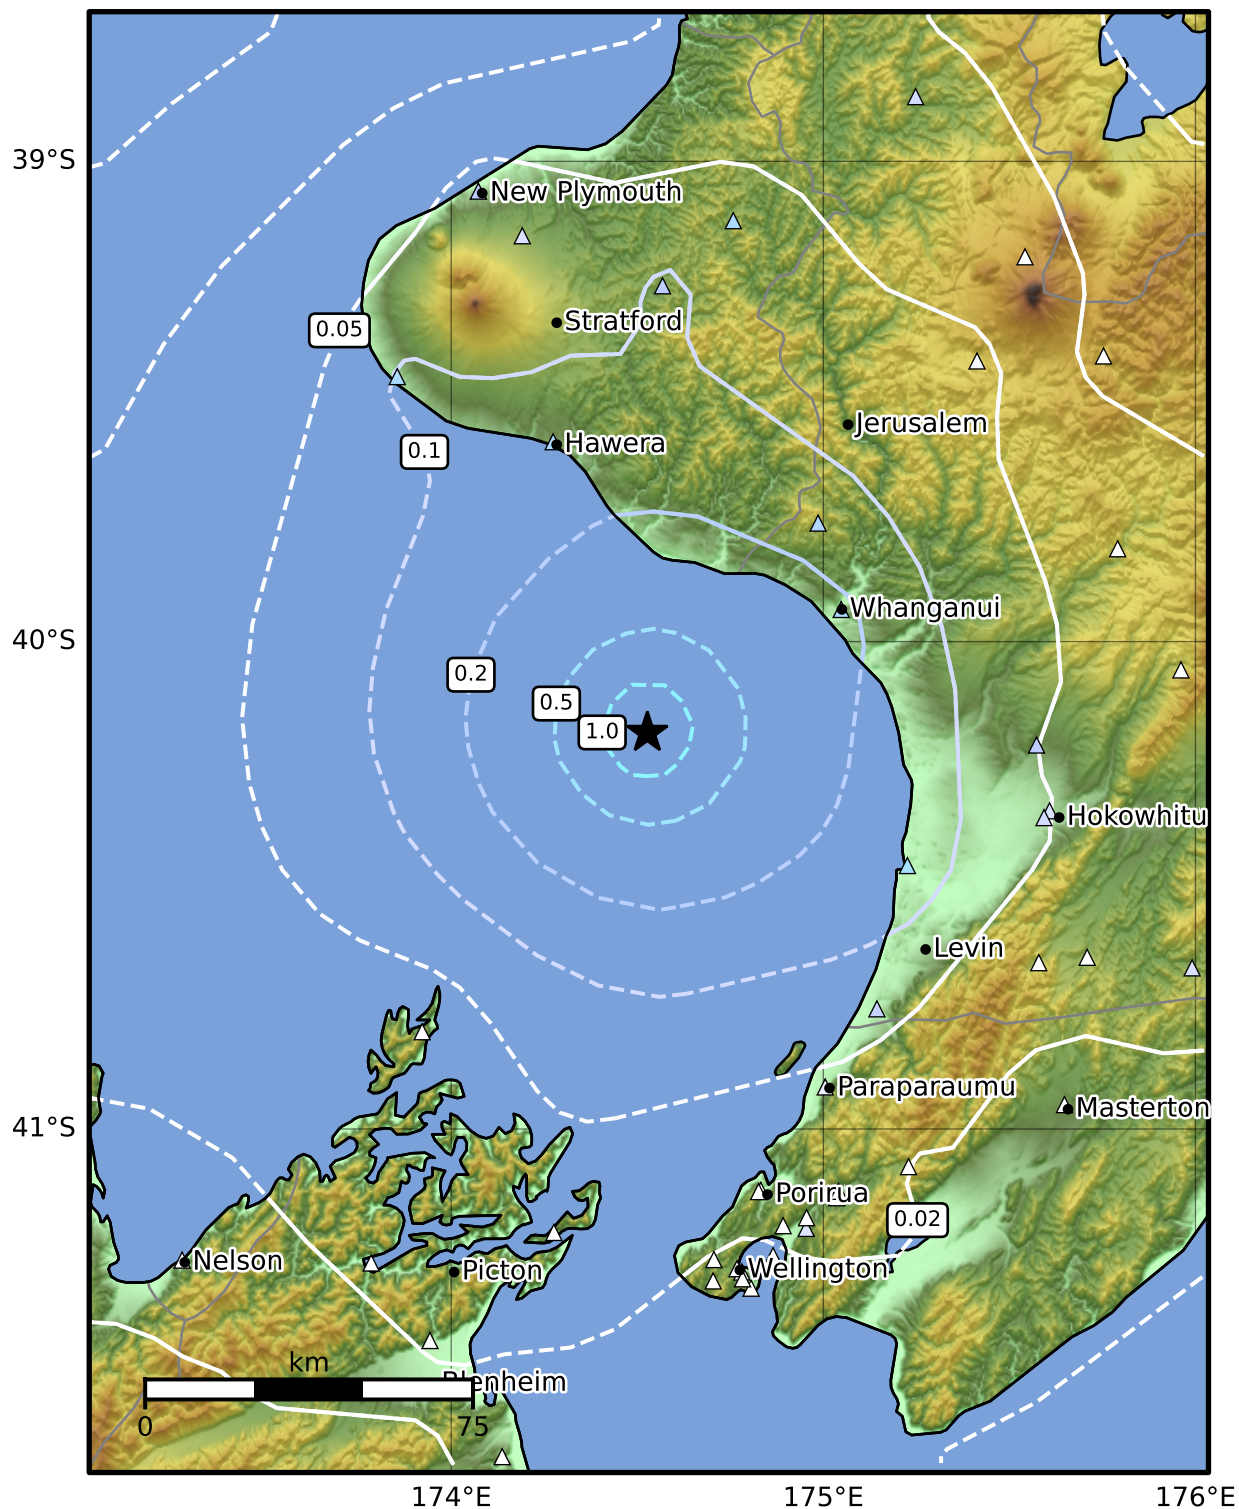 39°S
New Plymouth
Stratford
0.05
Jerusalem
Hawera
0.1
Whanganui
40°S
0.2
0.5
1.0
Hokowhitu
Levin
Paraparaumu
Masterton
41°S
Porirua
0.02
Nelson
Picton
Wellington
km
Blenheim
0 75
174°E 175°E 176°E